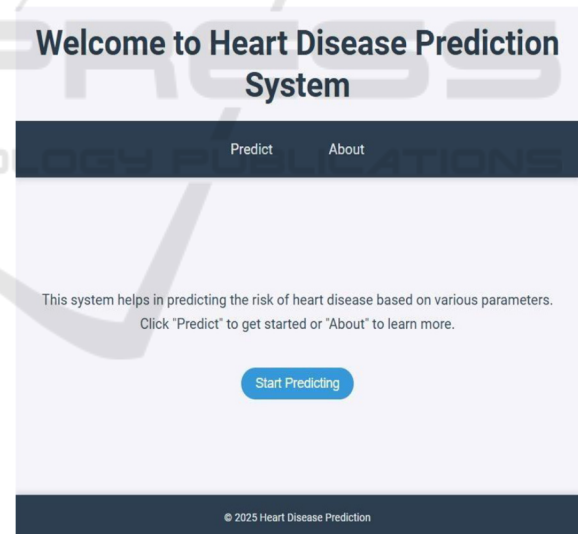 Welcome to Heart Disease Prediction
System
Predict About
This system helps in predicting the risk of heart disease based on various parameters.
Click "Predict" to get started or "About" to learn more.
Start Predicting
© 2025 Heart Disease Prediction